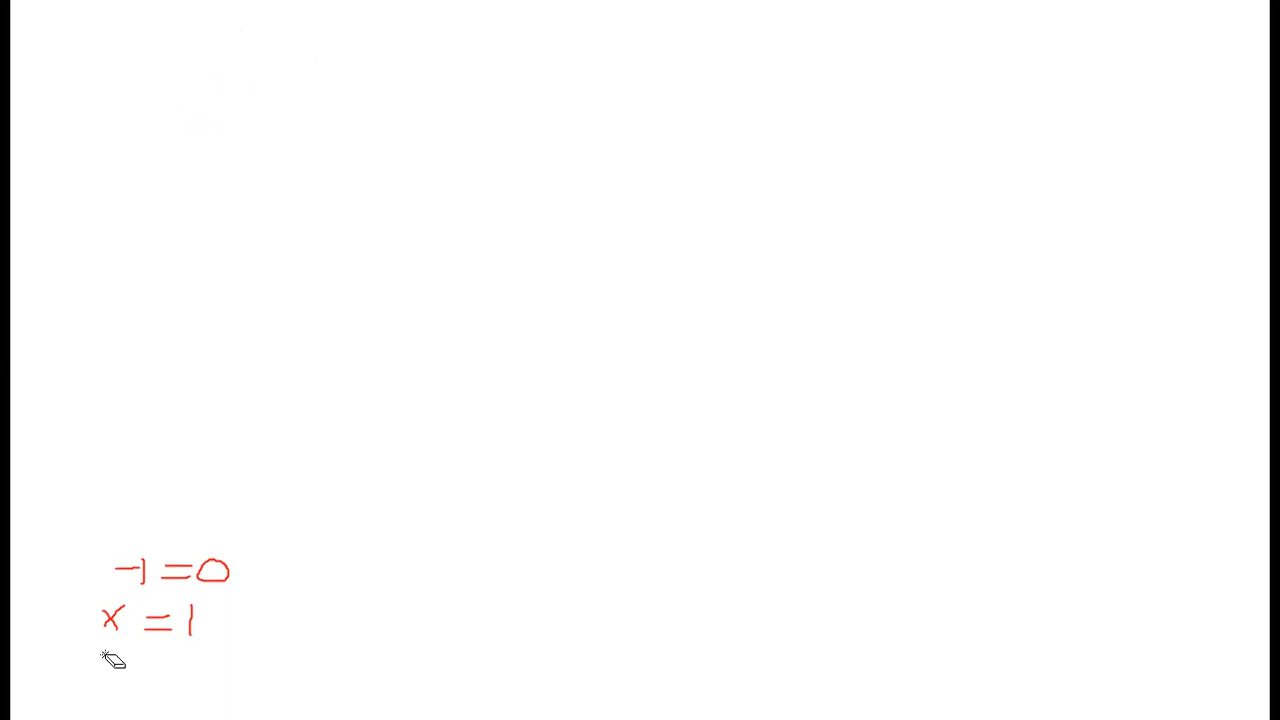 -1=0
x = 1